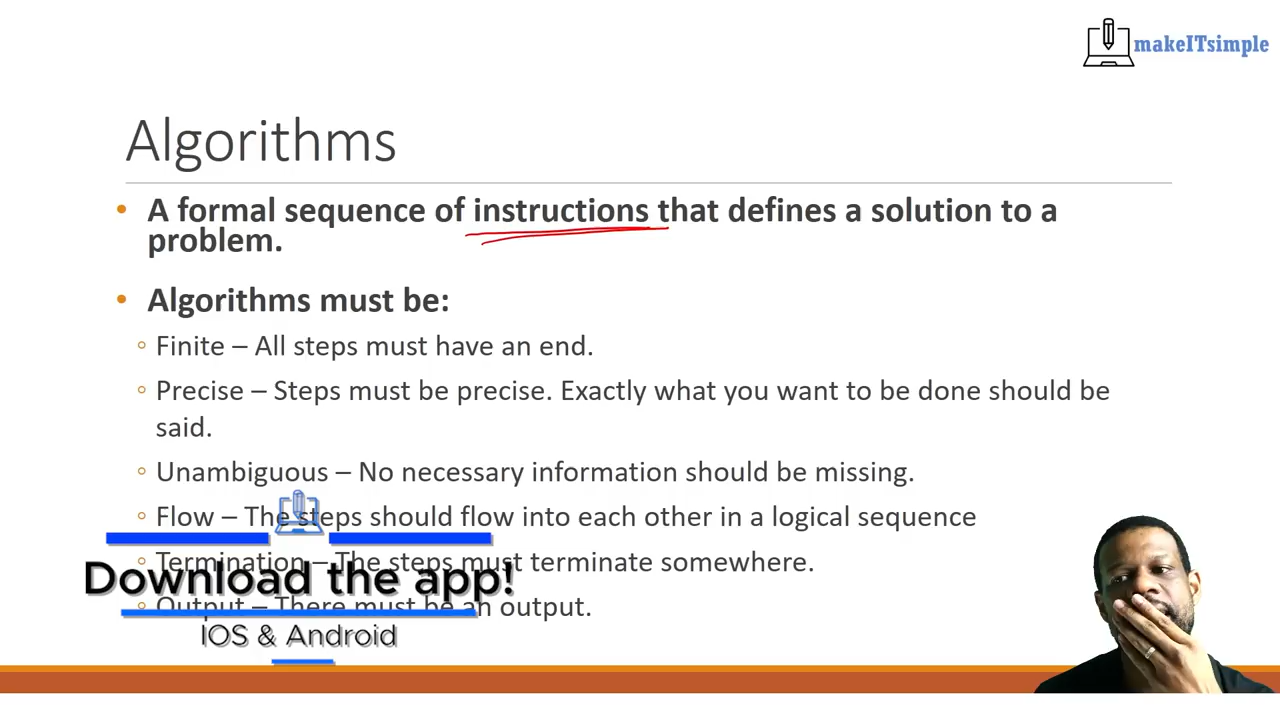 makeITsimple
Algorithms
• A formal sequence of instructions that defines a solution to a
problem.
• Algorithms must be:
◦ Finite – All steps must have an end.
◦ Precise – Steps must be precise. Exactly what you want to be done should be
said.
◦ Unambiguous – No necessary information should be missing.
◦ Flow – The steps should flow into each other in a logical sequence
◦ Termination – The steps must terminate somewhere.
Download the app!
◦ Output – There must be an output.
IOS & Android